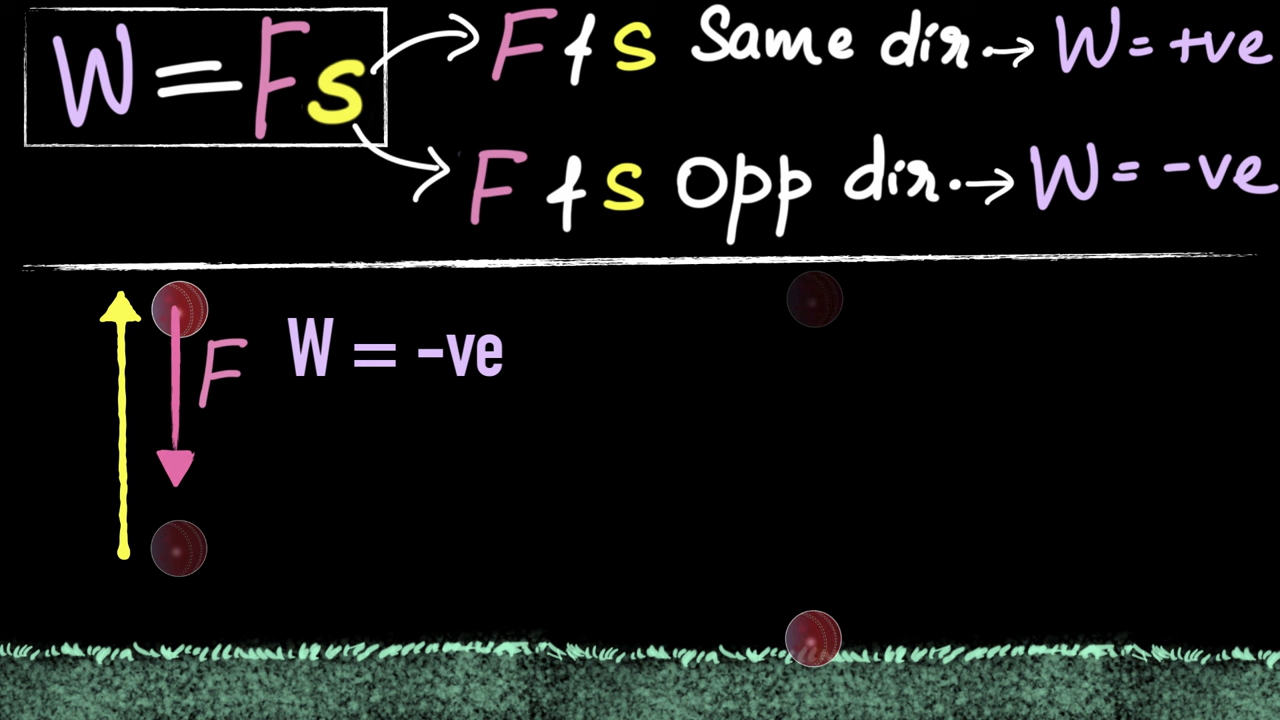 W = Fs
F & s Same dir. → W = +ve
F & s Opp dir. → W = -ve
F
W = -ve